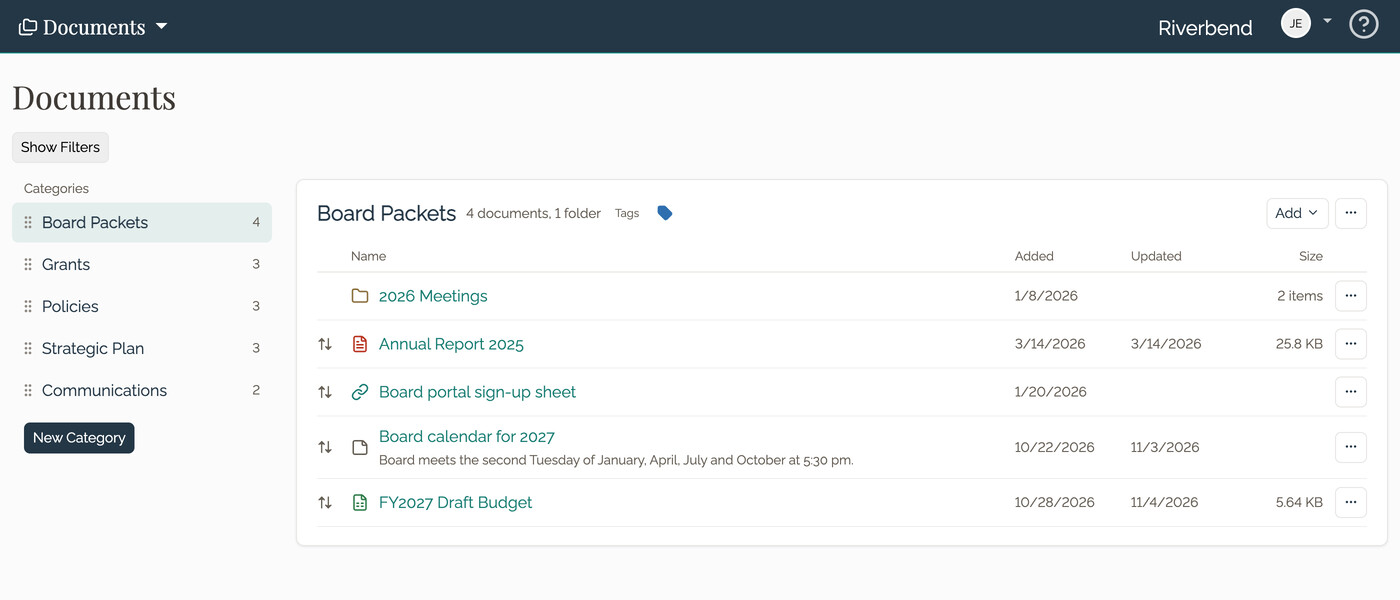 Documents
Riverbend
JE
?
Documents
Show Filters
Categories
Board Packets 4
Grants 3
Policies 3
Strategic Plan 3
Communications 2
New Category
Board Packets 4 documents, 1 folder Tags
Add
Name Added Updated Size
2026 Meetings 1/8/2026 2 items
Annual Report 2025 3/14/2026 3/14/2026 25.8 KB
Board portal sign-up sheet 1/20/2026
Board calendar for 2027 10/22/2026 11/3/2026
Board meets the second Tuesday of January, April, July and October at 5:30 pm.
FY2027 Draft Budget 10/28/2026 11/4/2026 5.64 KB